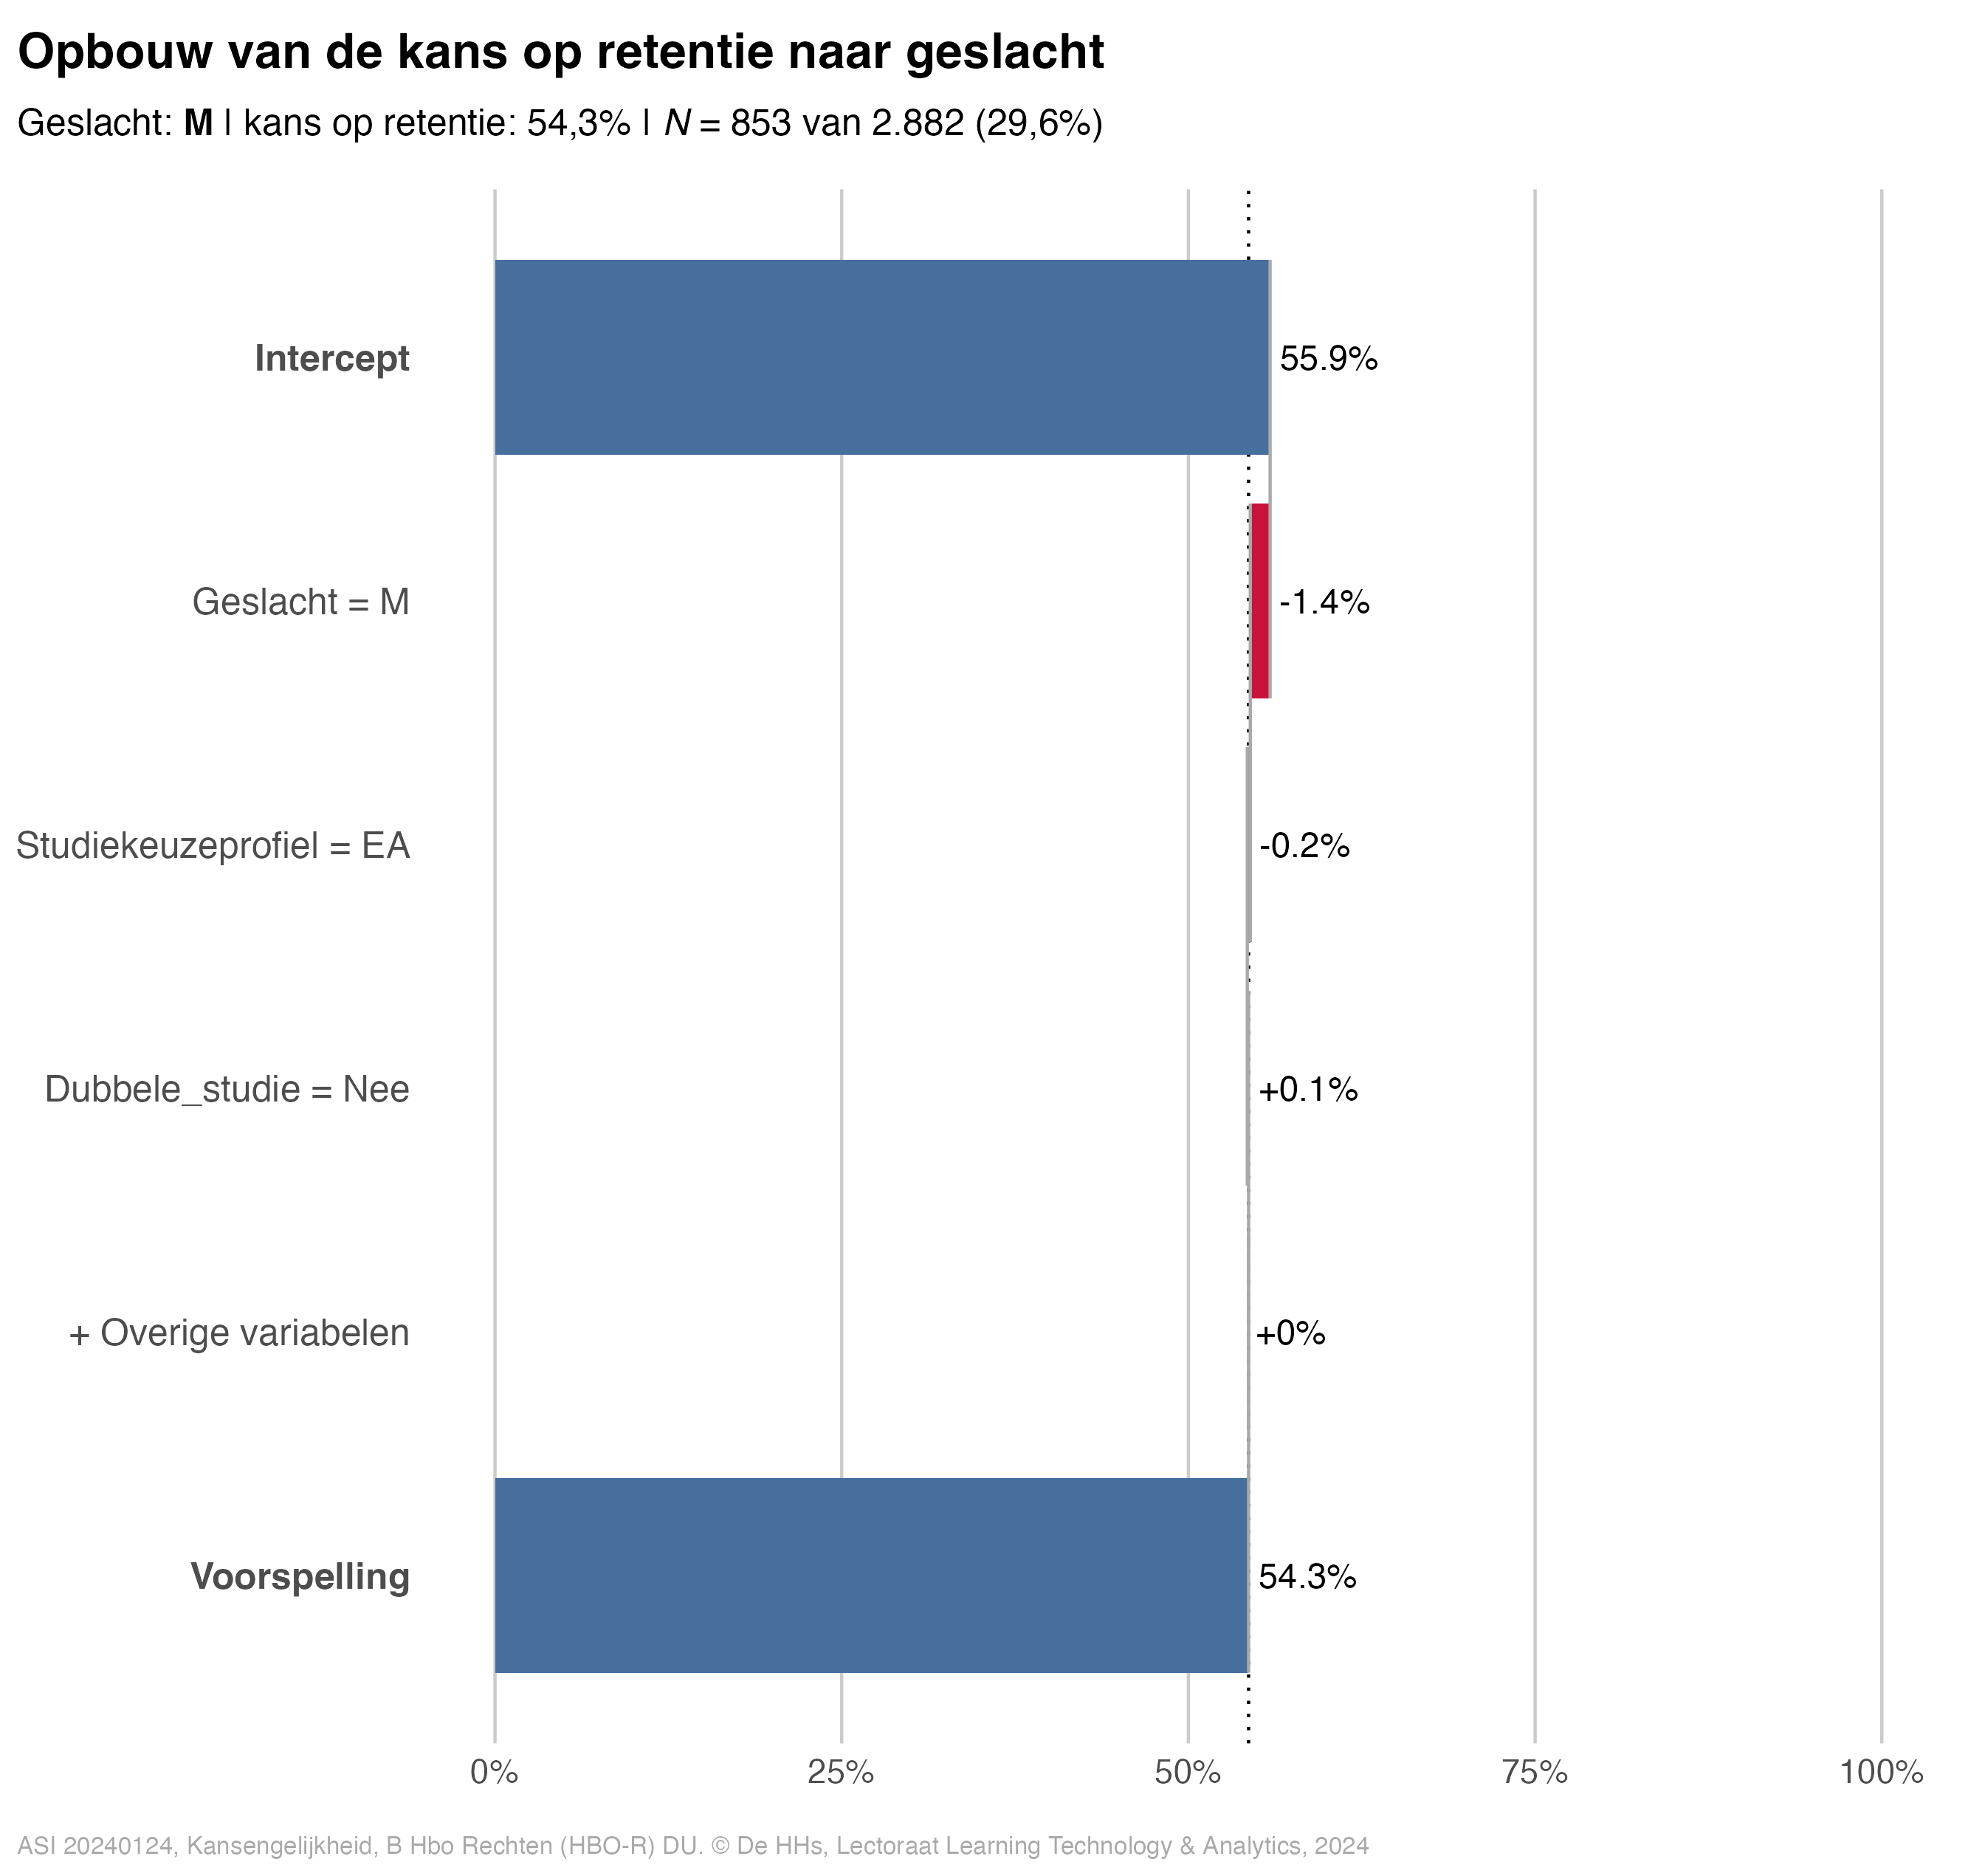 Opbouw van de kans op retentie naar geslacht
Geslacht: M | kans op retentie: 54,3% | N = 853 van 2.882 (29,6%)
Intercept
55.9%
Geslacht = M
-1.4%
Studiekeuzeprofiel = EA
-0.2%
Dubbele_studie = Nee
+0.1%
+ Overige variabelen
+0%
Voorspelling
54.3%
0%
25%
50%
75%
100%
ASI 20240124, Kansengelijkheid, B Hbo Rechten (HBO-R) DU. © De HHs, Lectoraat Learning Technology & Analytics, 2024